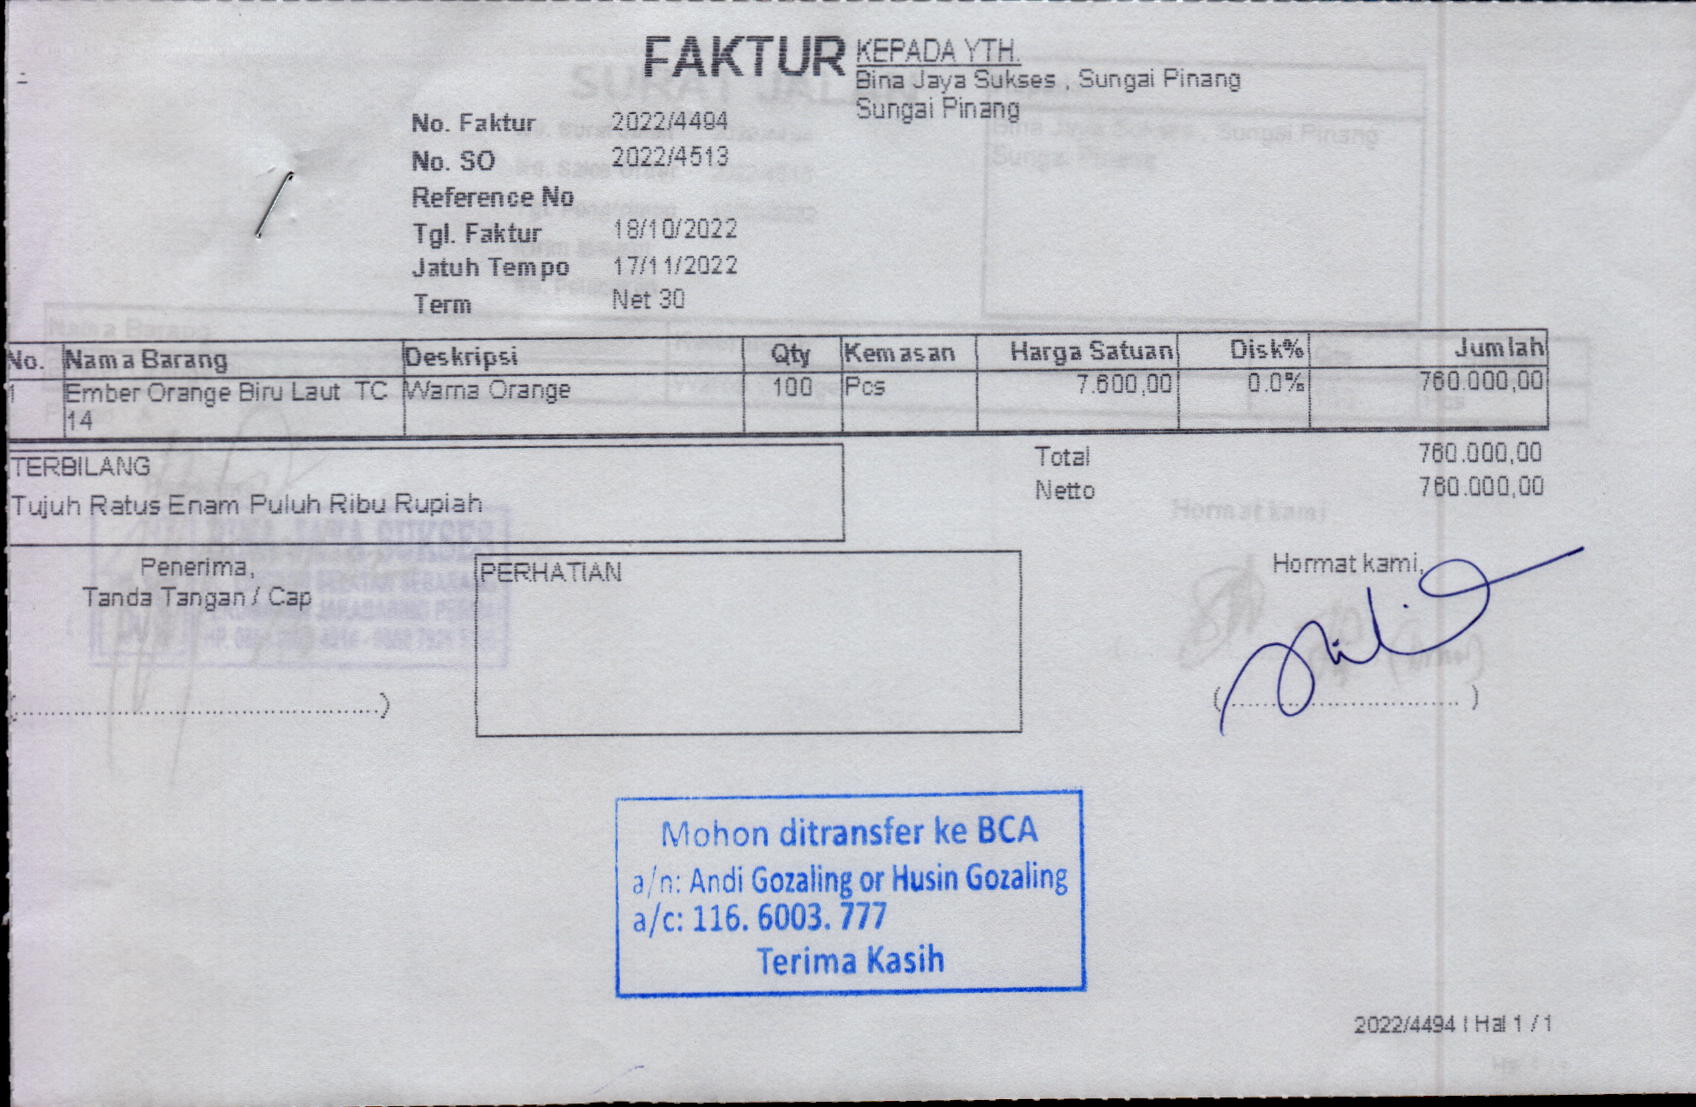 FAKTUR
KEPADA YTH.
Bina Jaya Sukses , Sungai Pinang
Sungai Pinang
No. Faktur 2022/4494
No. SO 2022/4513
Reference No
Tgl. Faktur 18/10/2022
Jatuh Tempo 17/11/2022
Term Net 30
No. Nama Barang Deskripsi Qty Kemasan Harga Satuan Disk% Jumlah
1 Ember Orange Biru Laut TC Warna Orange 100 Pcs 7.600,00 0.0% 760.000,00
14
TERBILANG
Tujuh Ratus Enam Puluh Ribu Rupiah
Total 760.000,00
Netto 760.000,00
Penerima,
Tanda Tangan / Cap
(..................................................)
PERHATIAN
Hormat kami,
(................................)
Mohon ditransfer ke BCA
a/n: Andi Gozaling or Husin Gozaling
a/c: 116. 6003. 777
Terima Kasih
2022/4494 | Hal 1 / 1